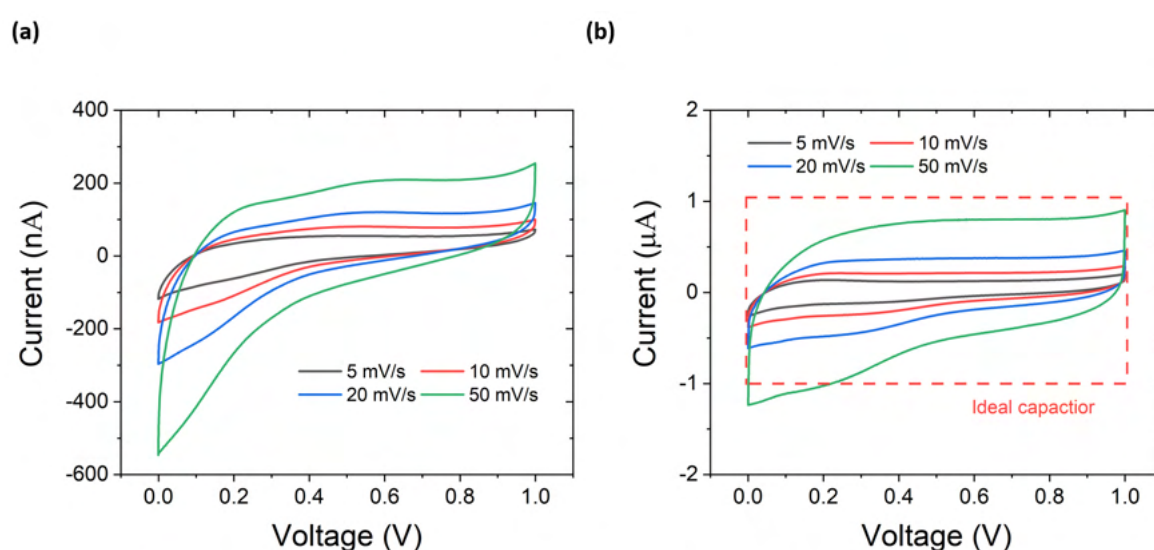 (a)
(b)
400
200
0
-200
-400
-600
Current (nA)
5 mV/s 10 mV/s
20 mV/s 50 mV/s
0.0 0.2 0.4 0.6 0.8 1.0
Voltage (V)
2
1
0
-1
-2
Current (μA)
5 mV/s 10 mV/s
20 mV/s 50 mV/s
Ideal capactior
0.0 0.2 0.4 0.6 0.8 1.0
Voltage (V)